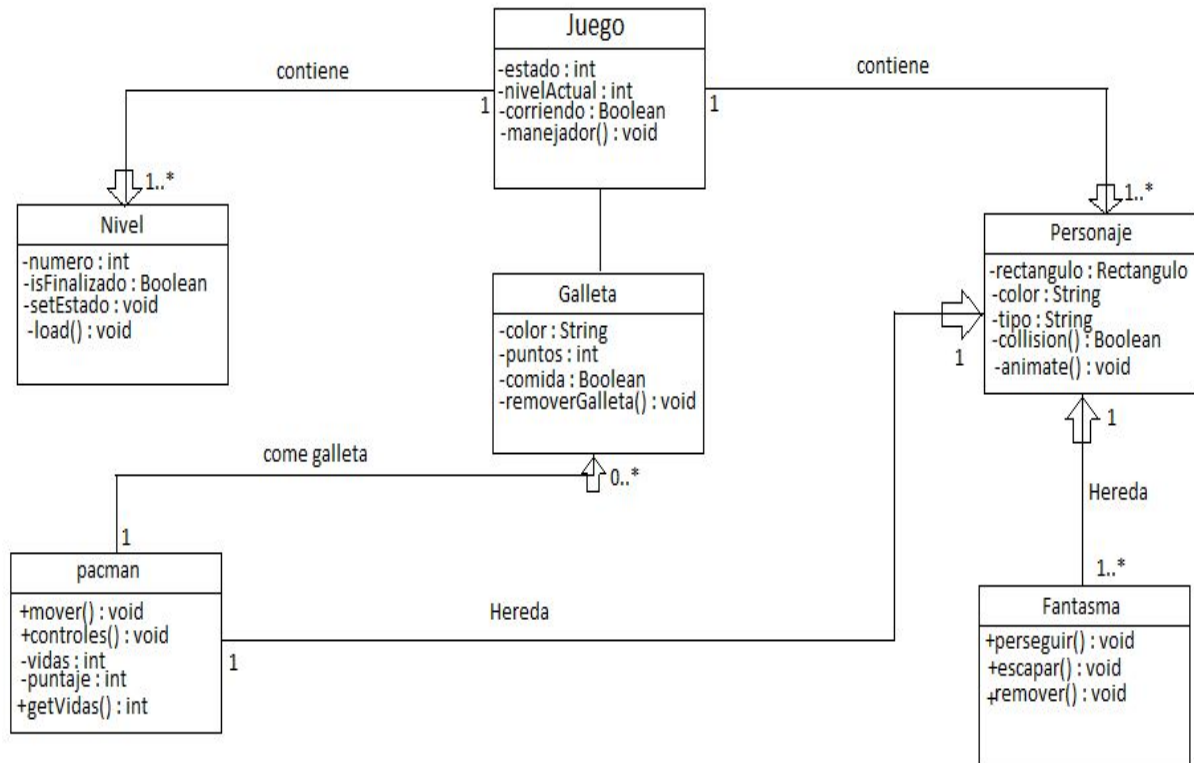 Juego
-estado : int
-nivelActual : int
-corriendo : Boolean
-manejador() : void
contiene
1
1..*
contiene
1
1..*
Nivel
-numero : int
-isFinalizado : Boolean
-setEstado : void
-load() : void
Galleta
-color : String
-puntos : int
-comida : Boolean
-removerGalleta() : void
Personaje
-rectangulo : Rectangulo
-color : String
-tipo : String
-collision() : Boolean
-animate() : void
1
1
come galleta
0..*
1
Hereda
1..*
pacman
+mover() : void
+controles() : void
-vidas : int
-puntaje : int
+getVidas() : int
Hereda
1
Fantasma
+perseguir() : void
+escapar() : void
+remover() : void